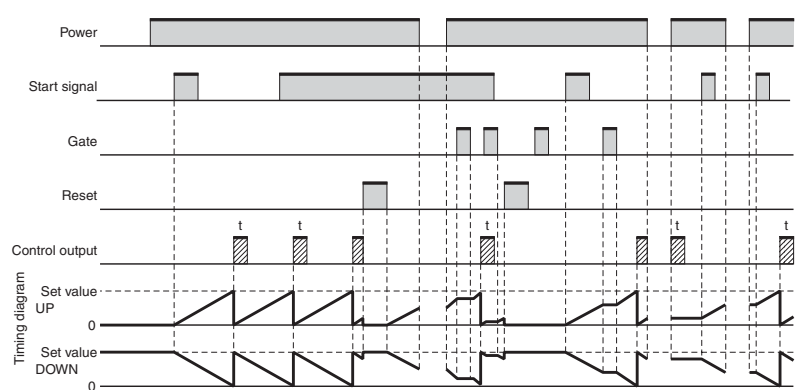 Power
Start signal
Gate
Reset
t
t
t
t
t
Control output
Timing diagram
Set value
UP
0
Set value
DOWN
0